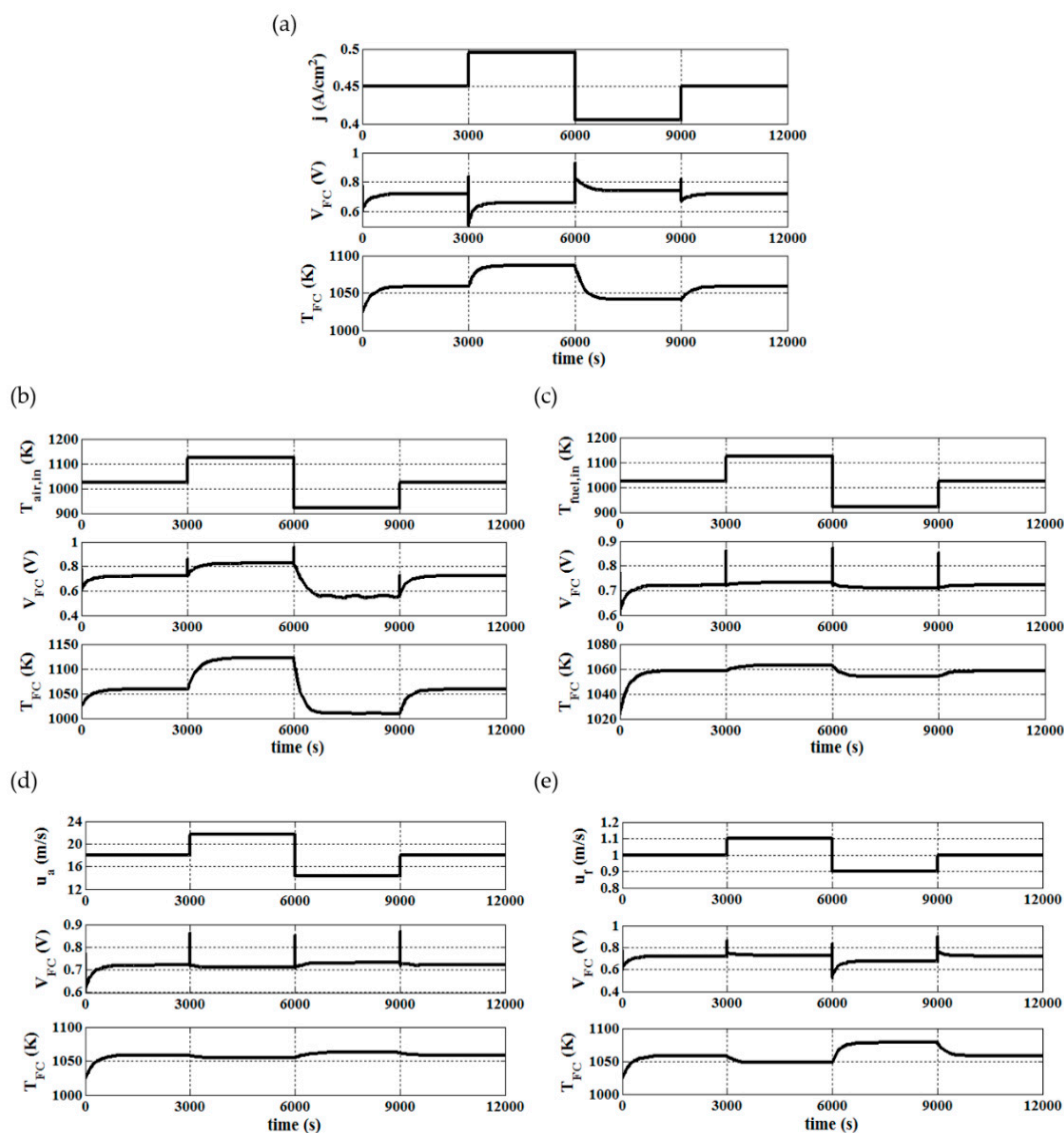 (a)
0.5
0.45
0.4
j (A/cm²)
0 3000 6000 9000 12000
1
0.8
0.6
V_FC (V)
0 3000 6000 9000 12000
1100
1050
1000
T_FC (K)
0 3000 6000 9000 12000
time (s)
(b)
1200
1100
1000
900
T_air,in (K)
0 3000 6000 9000 12000
1
0.8
0.6
0.4
V_FC (V)
0 3000 6000 9000 12000
1150
1100
1050
1000
T_FC (K)
0 3000 6000 9000 12000
time (s)
(c)
1200
1100
1000
900
T_fuel,in (K)
0 3000 6000 9000 12000
0.9
0.8
0.7
0.6
V_FC (V)
0 3000 6000 9000 12000
1080
1060
1040
1020
T_FC (K)
0 3000 6000 9000 12000
time (s)
(d)
24
20
16
12
u_a (m/s)
0 3000 6000 9000 12000
0.9
0.8
0.7
0.6
V_FC (V)
0 3000 6000 9000 12000
1100
1050
1000
T_FC (K)
0 3000 6000 9000 12000
time (s)
(e)
1.2
1.1
1
0.9
0.8
u_f (m/s)
0 3000 6000 9000 12000
1
0.8
0.6
0.4
V_FC (V)
0 3000 6000 9000 12000
1100
1050
1000
T_FC (K)
0 3000 6000 9000 12000
time (s)